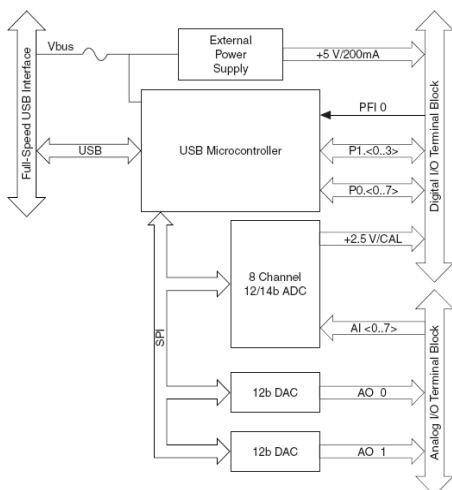 Full-Speed USB Interface
Vbus
External
Power
Supply
+5 V/200mA
Digital I/O Terminal Block
PFI 0
USB
USB Microcontroller
P1.<0..3>
P0.<0..7>
+2.5 V/CAL
8 Channel
12/14b ADC
SPI
AI <0..7>
Analog I/O Terminal Block
12b DAC
AO 0
12b DAC
AO 1